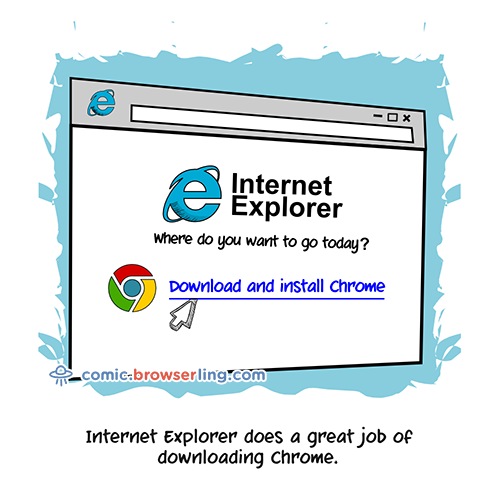 Internet
Explorer
Where do you want to go today?
Download and install Chrome
comic.browserling.com
Internet Explorer does a great job of
downloading Chrome.